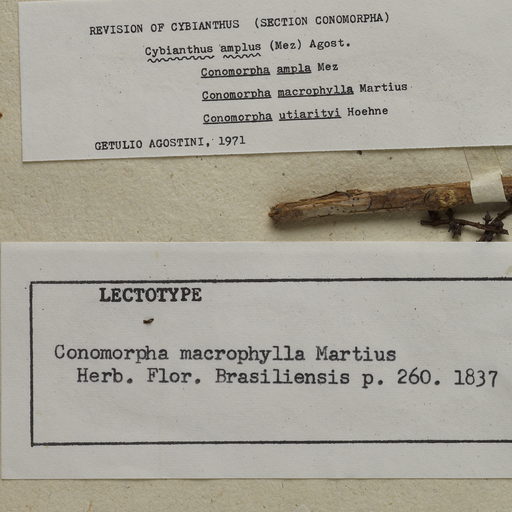 REVISION OF CYBIANTHUS (SECTION CONOMORPHA)
Cybianthus amplus (Mez) Agost.
Conomorpha ampla Mez
Conomorpha macrophylla Martius
Conomorpha utiarityi Hoehne
GETULIO AGOSTINI, 1971
LECTOTYPE
Conomorpha macrophylla Martius
Herb. Flor. Brasiliensis p. 260. 1837